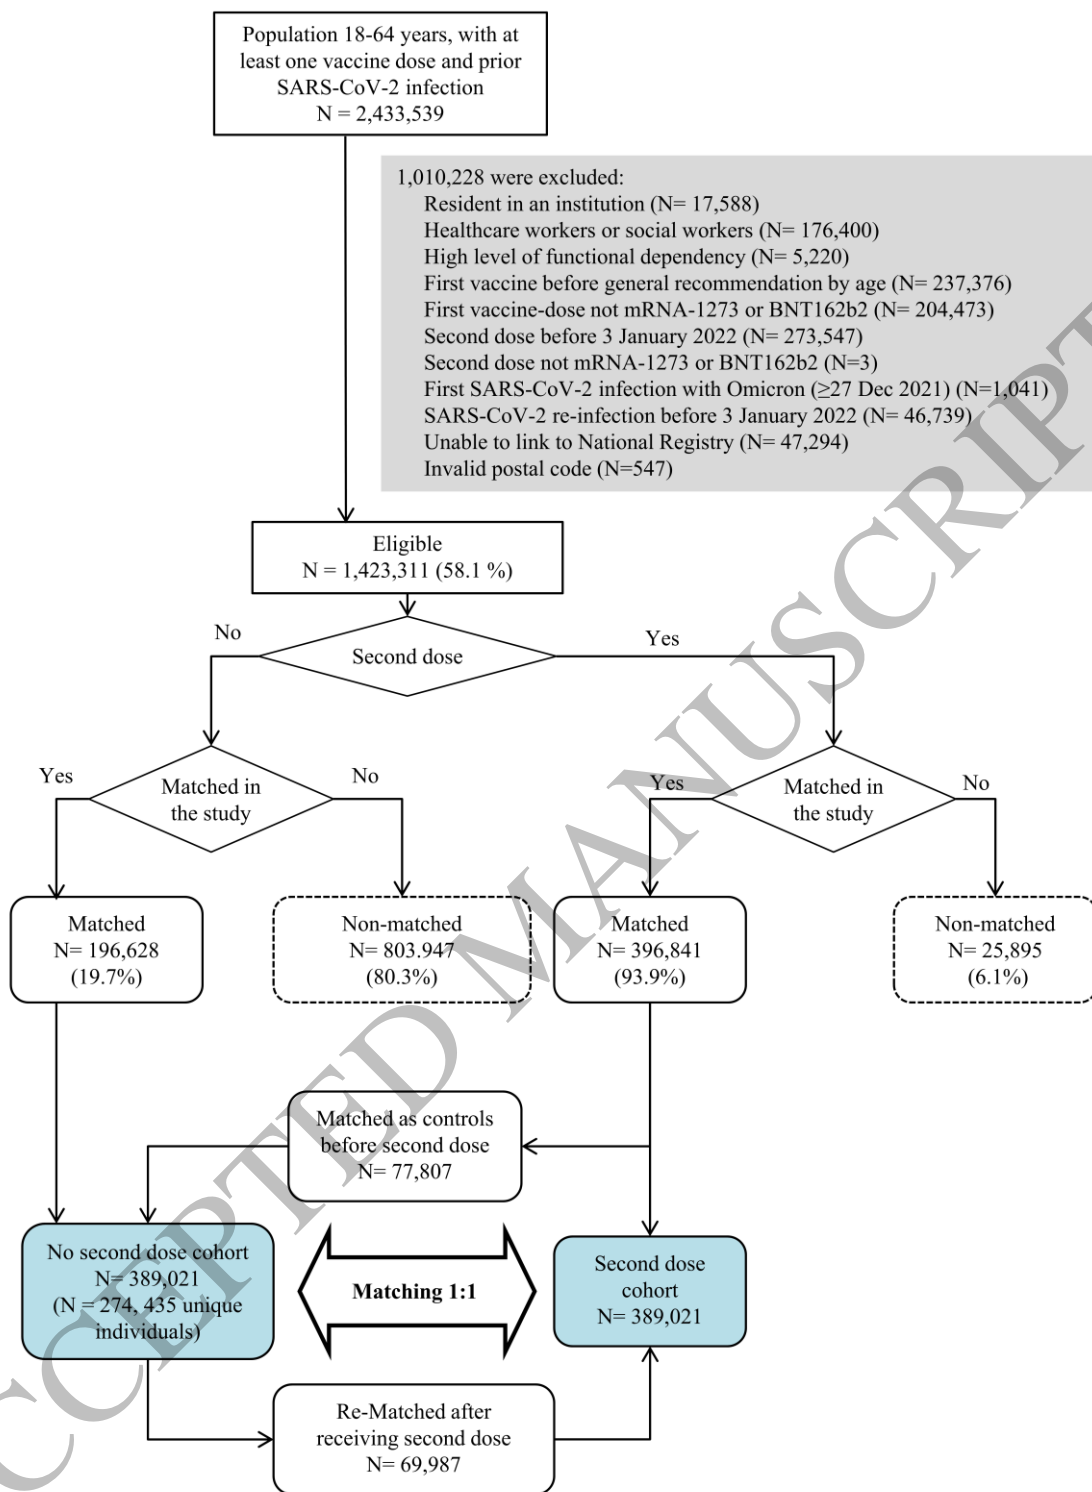 Population 18-64 years, with at
least one vaccine dose and prior
SARS-CoV-2 infection
N = 2,433,539
1,010,228 were excluded:
Resident in an institution (N= 17,588)
Healthcare workers or social workers (N= 176,400)
High level of functional dependency (N= 5,220)
First vaccine before general recommendation by age (N= 237,376)
First vaccine-dose not mRNA-1273 or BNT162b2 (N= 204,473)
Second dose before 3 January 2022 (N= 273,547)
Second dose not mRNA-1273 or BNT162b2 (N=3)
First SARS-CoV-2 infection with Omicron (≥27 Dec 2021) (N=1,041)
SARS-CoV-2 re-infection before 3 January 2022 (N= 46,739)
Unable to link to National Registry (N= 47,294)
Invalid postal code (N=547)
Eligible
N = 1,423,311 (58.1 %)
No
Second dose
Yes
Yes
Matched in
the study
No
Yes
Matched in
the study
No
Matched
N= 196,628
(19.7%)
Non-matched
N= 803.947
(80.3%)
Matched
N= 396,841
(93.9%)
Non-matched
N= 25,895
(6.1%)
Matched as controls
before second dose
N= 77,807
No second dose cohort
N= 389,021
(N = 274, 435 unique
individuals)
Matching 1:1
Second dose
cohort
N= 389,021
Re-Matched after
receiving second dose
N= 69,987
CCEPTED MANUSCRIPT